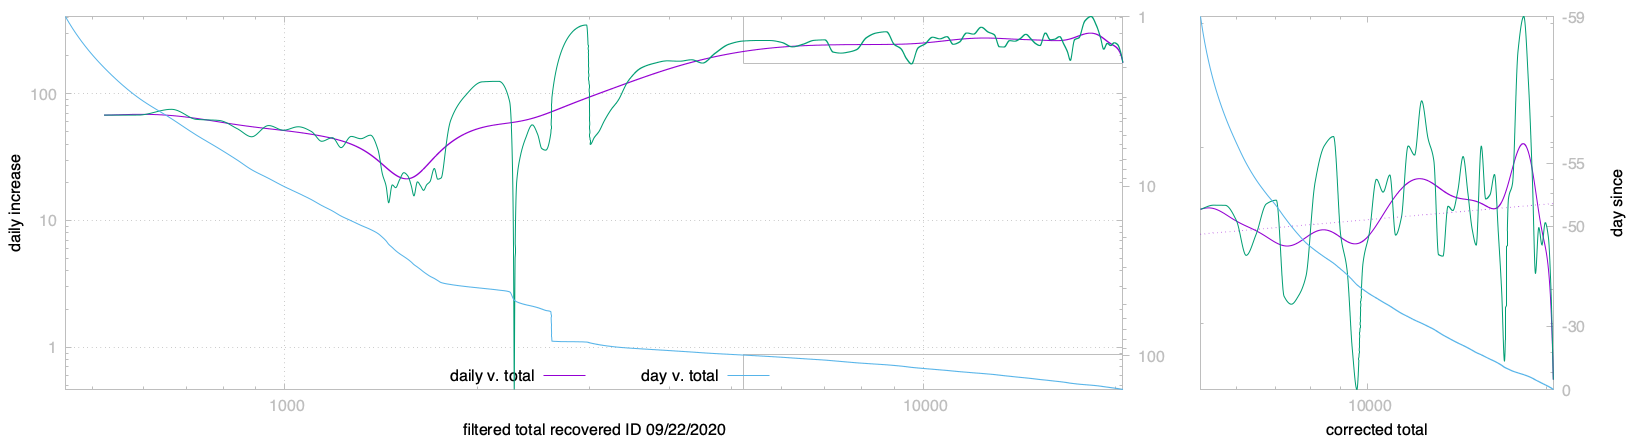 1
-59
100
-55
10
10
-50
-30
1
100
daily v. total
day v. total
0
1000
10000
10000
daily increase
day since
filtered total recovered ID 09/22/2020
corrected total